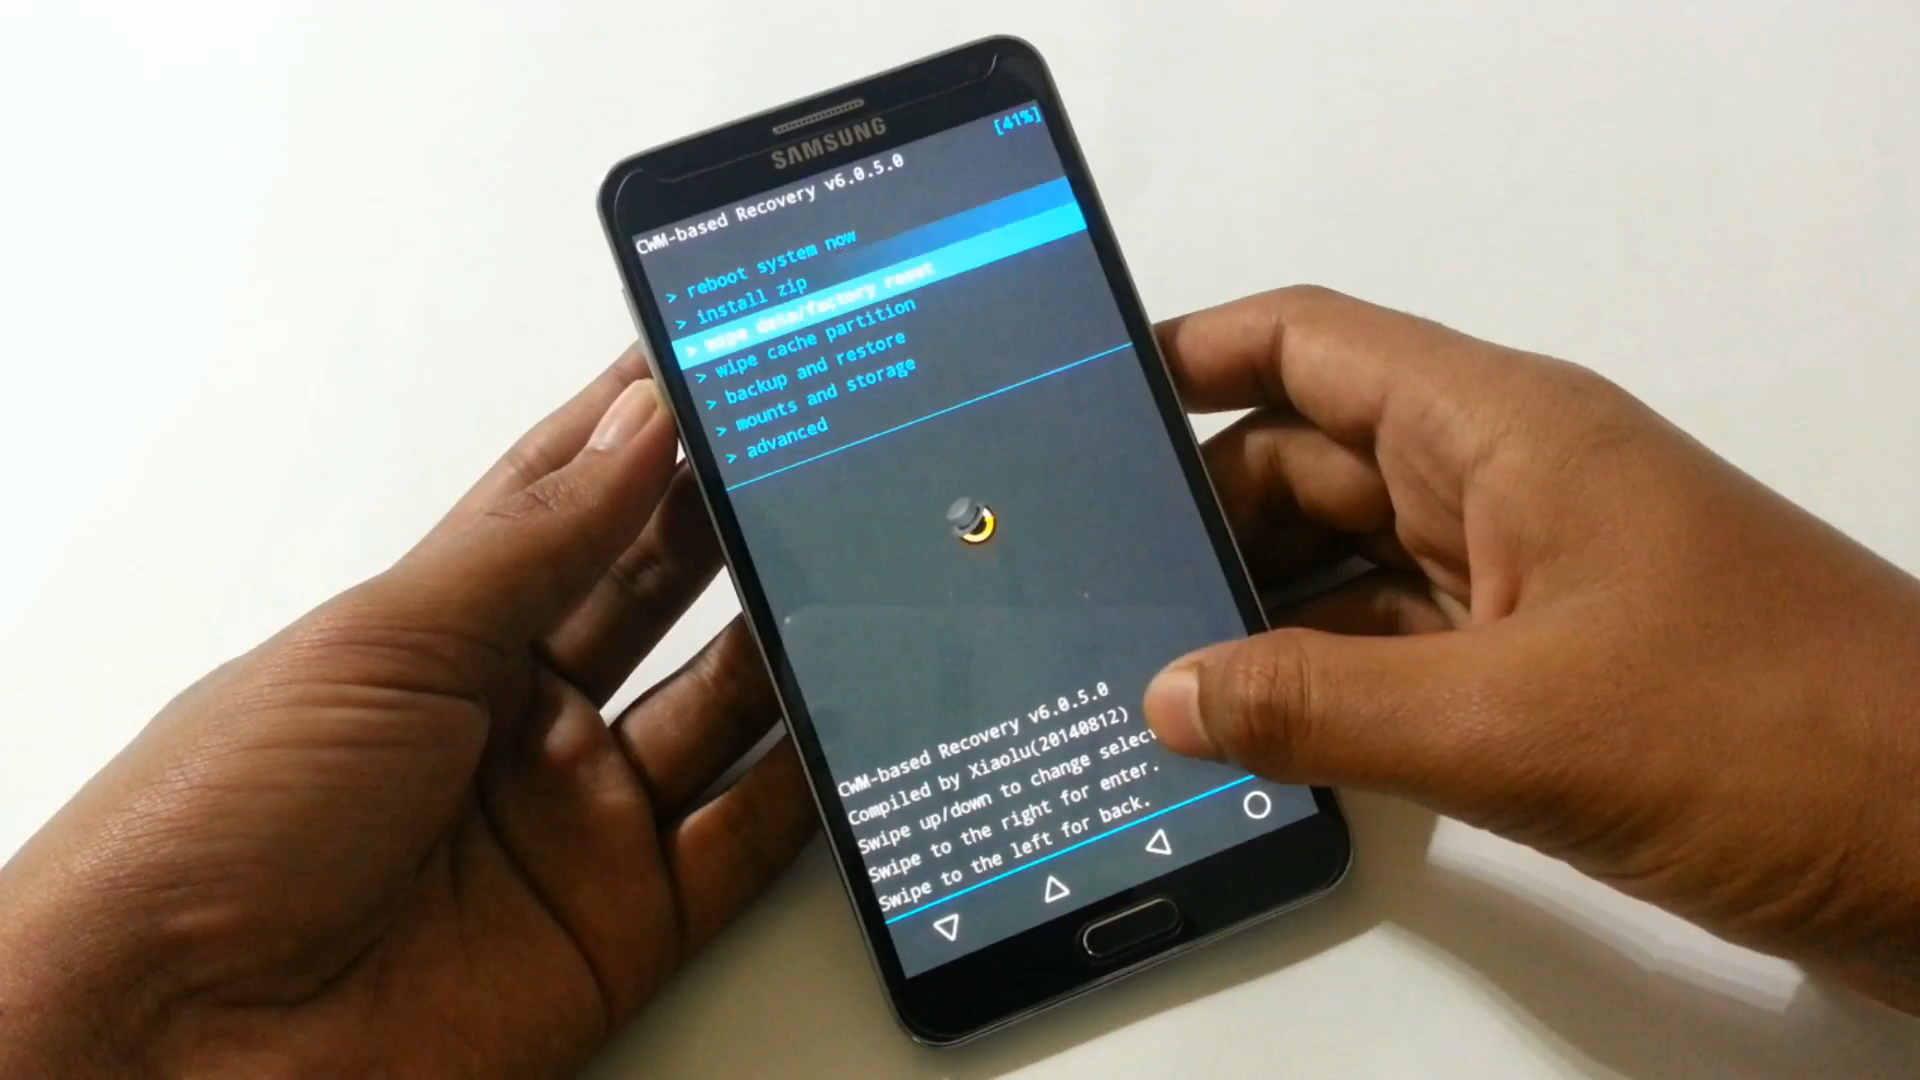 SAMSUNG
[41%]
CWM-based Recovery v6.0.5.0
> reboot system now
> install zip
> wipe data/factory reset
> wipe cache partition
> backup and restore
> mounts and storage
> advanced
CWM-based Recovery v6.0.5.0
Compiled by Xiaolu(20140812)
Swipe up/down to change select
Swipe to the right for enter.
Swipe to the left for back.